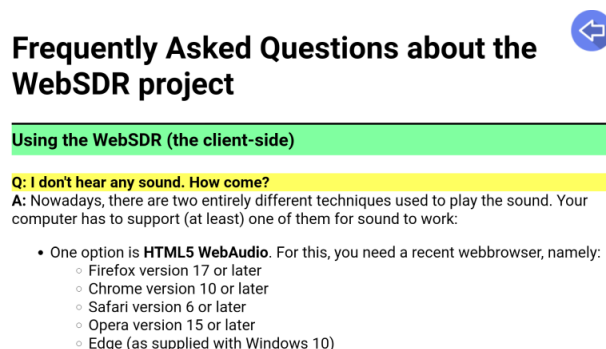 Frequently Asked Questions about the
WebSDR project
Using the WebSDR (the client-side)
Q: I don't hear any sound. How come?
A: Nowadays, there are two entirely different techniques used to play the sound. Your
computer has to support (at least) one of them for sound to work:
• One option is HTML5 WebAudio. For this, you need a recent webbrowser, namely:
◦ Firefox version 17 or later
◦ Chrome version 10 or later
◦ Safari version 6 or later
◦ Opera version 15 or later
◦ Edge (as supplied with Windows 10)